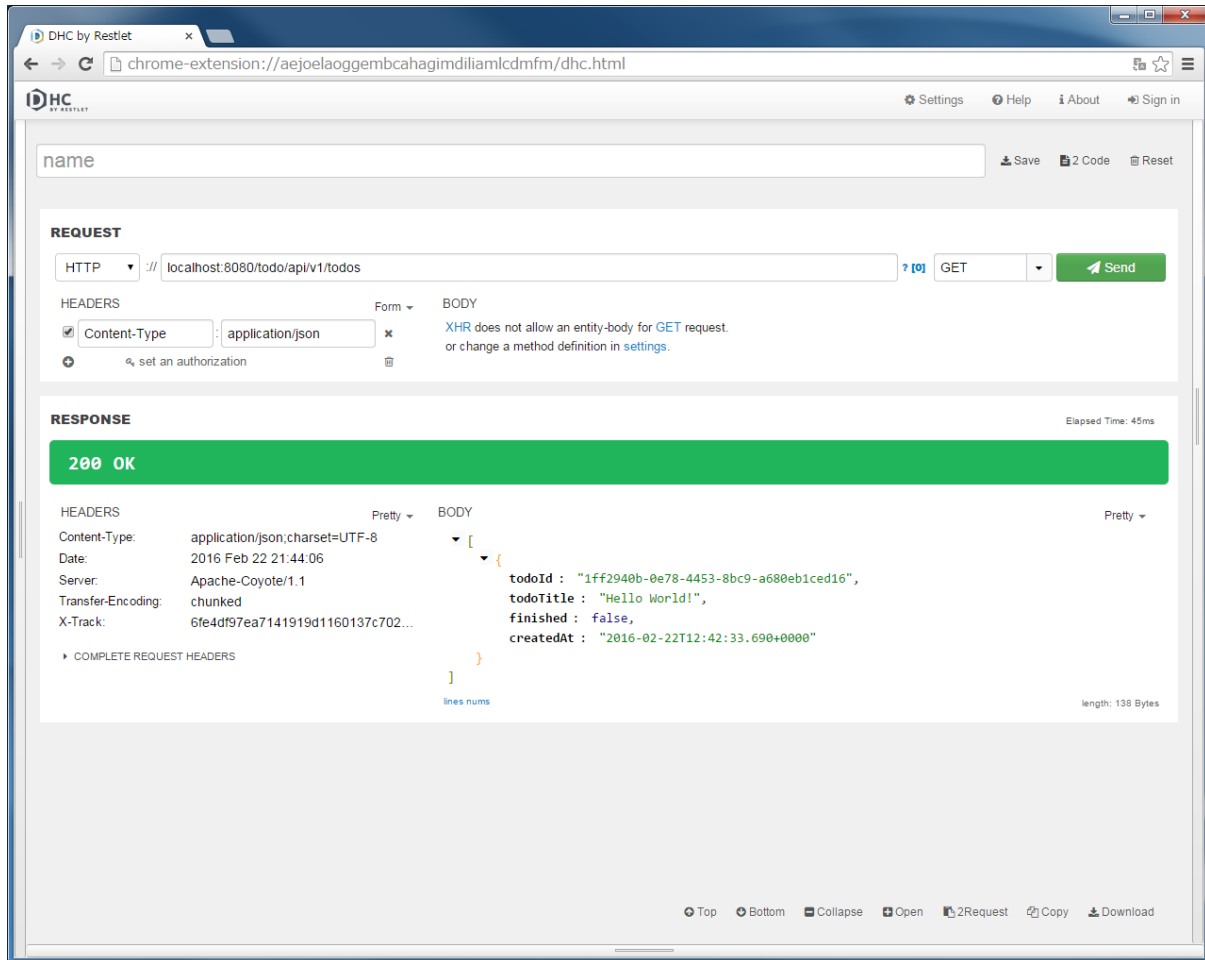 DHC by Restlet
chrome-extension://aejoelaoggembcahagimdiliamlcdmfm/dhc.html
DHC BY RESTLET Settings Help About Sign in
name Save 2 Code Reset
REQUEST
HTTP :// localhost:8080/todo/api/v1/todos ? [0] GET Send
HEADERS Form BODY
Content-Type : application/json XHR does not allow an entity-body for GET request.
or change a method definition in settings.
set an authorization
RESPONSE Elapsed Time: 45ms
200 OK
HEADERS Pretty BODY Pretty
Content-Type: application/json;charset=UTF-8 [
Date: 2016 Feb 22 21:44:06 {
Server: Apache-Coyote/1.1 todoId : "1ff2940b-0e78-4453-8bc9-a680eb1ced16",
Transfer-Encoding: chunked todoTitle : "Hello World!",
X-Track: 6fe4df97ea7141919d1160137c702... finished : false,
createdAt : "2016-02-22T12:42:33.690+0000"
COMPLETE REQUEST HEADERS }
]
lines nums length: 138 Bytes
Top Bottom Collapse Open 2Request Copy Download